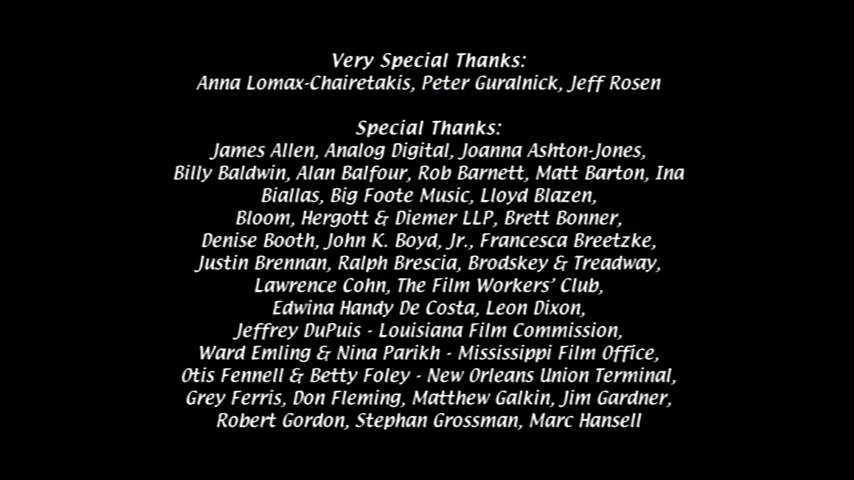 Very Special Thanks:
Anna Lomax-Chairetakis, Peter Guralnick, Jeff Rosen
Special Thanks:
James Allen, Analog Digital, Joanna Ashton-Jones,
Billy Baldwin, Alan Balfour, Rob Barnett, Matt Barton, Ina
Biallas, Big Foote Music, Lloyd Blazen,
Bloom, Hergott & Diemer LLP, Brett Bonner,
Denise Booth, John K. Boyd, Jr., Francesca Breetzke,
Justin Brennan, Ralph Brescia, Brodskey & Treadway,
Lawrence Cohn, The Film Workers' Club,
Edwina Handy De Costa, Leon Dixon,
Jeffrey DuPuis - Louisiana Film Commission,
Ward Emling & Nina Parikh - Mississippi Film Office,
Otis Fennell & Betty Foley - New Orleans Union Terminal,
Grey Ferris, Don Fleming, Matthew Galkin, Jim Gardner,
Robert Gordon, Stephan Grossman, Marc Hansell